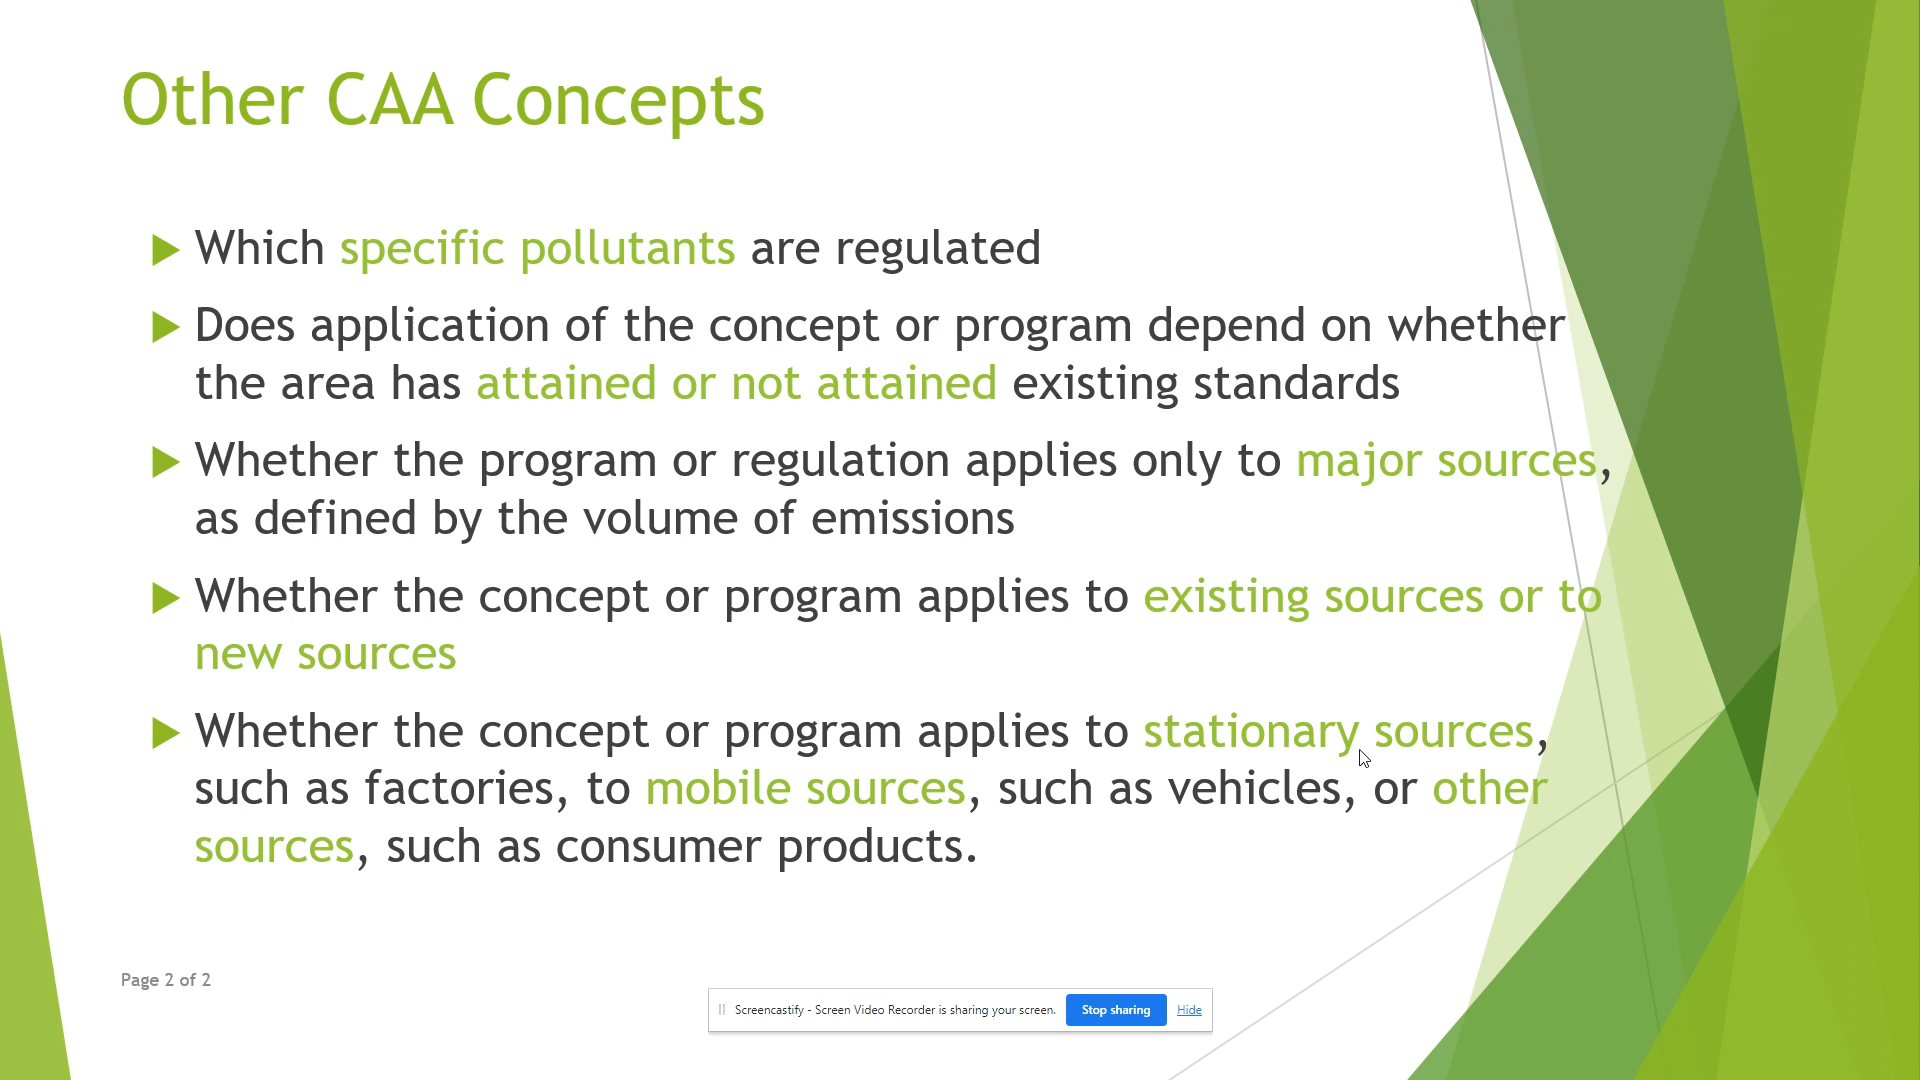 Other CAA Concepts
Which specific pollutants are regulated
Does application of the concept or program depend on whether
the area has attained or not attained existing standards
Whether the program or regulation applies only to major sources,
as defined by the volume of emissions
Whether the concept or program applies to existing sources or to
new sources
Whether the concept or program applies to stationary sources,
such as factories, to mobile sources, such as vehicles, or other
sources, such as consumer products.
Page 2 of 2
Screencastify - Screen Video Recorder is sharing your screen. Stop sharing Hide